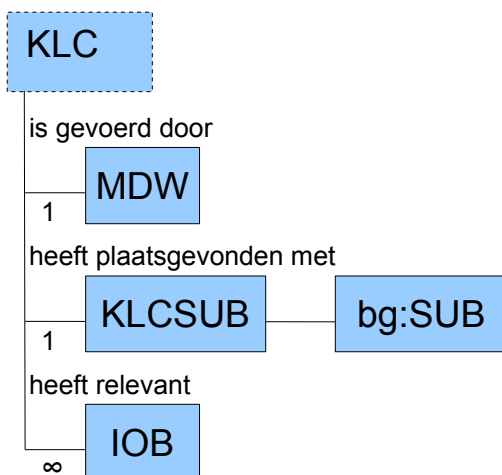 KLC
is gevoerd door
MDW
1
heeft plaatsgevonden met
KLCSUB bg:SUB
1
heeft relevant
IOB
∞